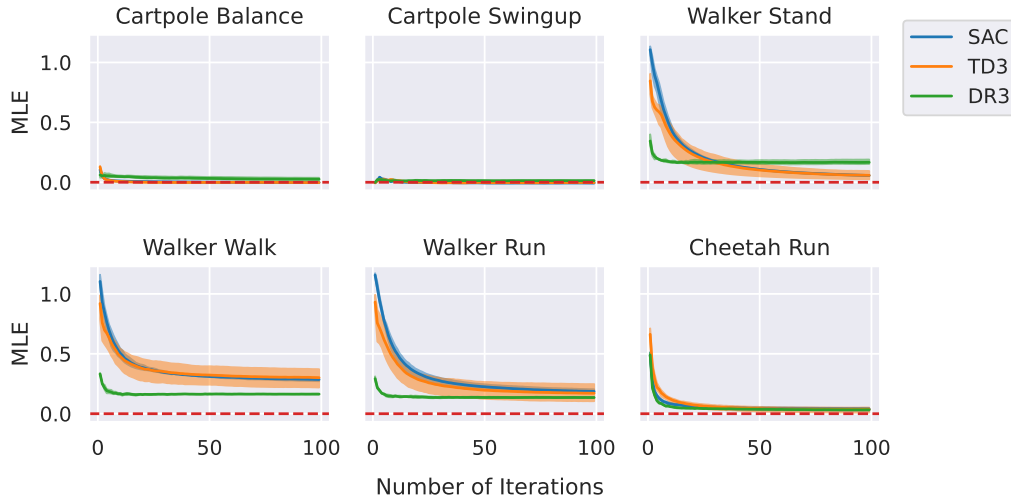 Cartpole Balance
Cartpole Swingup
Walker Stand
SAC
TD3
DR3
MLE
1.0
0.5
0.0
Walker Walk
Walker Run
Cheetah Run
MLE
1.0
0.5
0.0
0 50 100 0 50 100 0 50 100
Number of Iterations